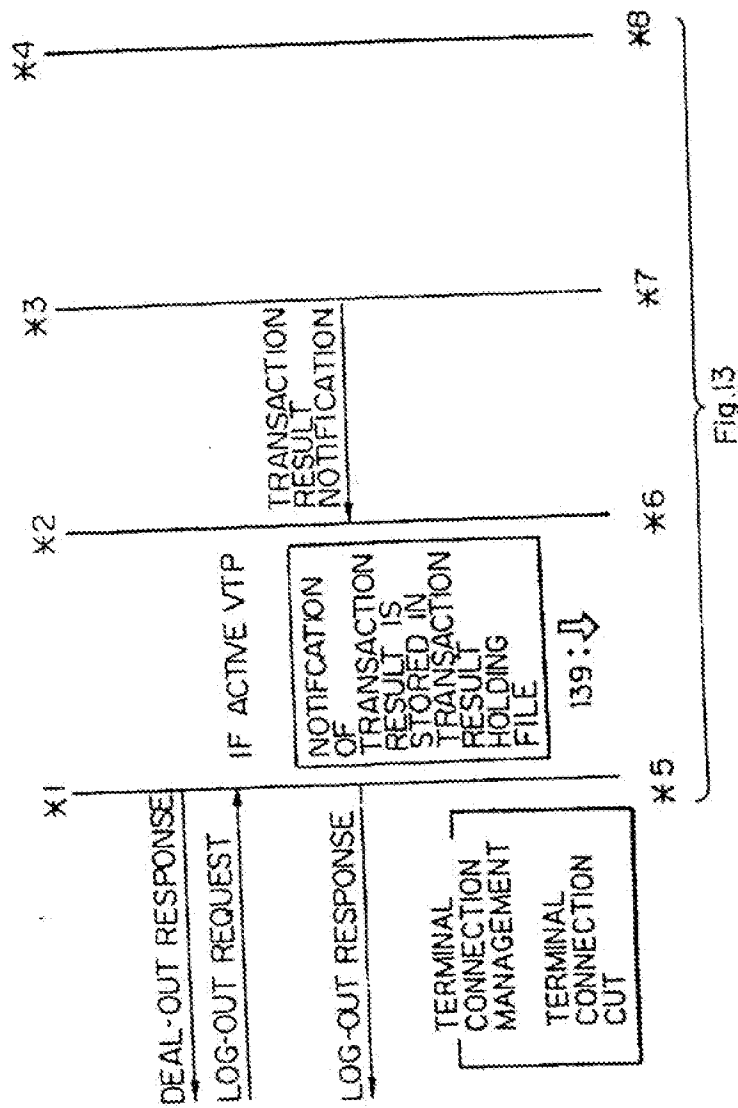 *1
*2
*3
*4
DEAL-OUT RESPONSE
LOG-OUT REQUEST
IF ACTIVE VTP
TRANSACTION
RESULT
NOTIFICATION
NOTIFCATION
OF
TRANSACTION
RESULT IS
STORED IN
TRANSACTION
RESULT
HOLDING
FILE
LOG-OUT RESPONSE
139:
TERMINAL
CONNECTION
MANAGEMENT
TERMINAL
CONNECTION
CUT
*5
*6
*7
*8
Fig.13